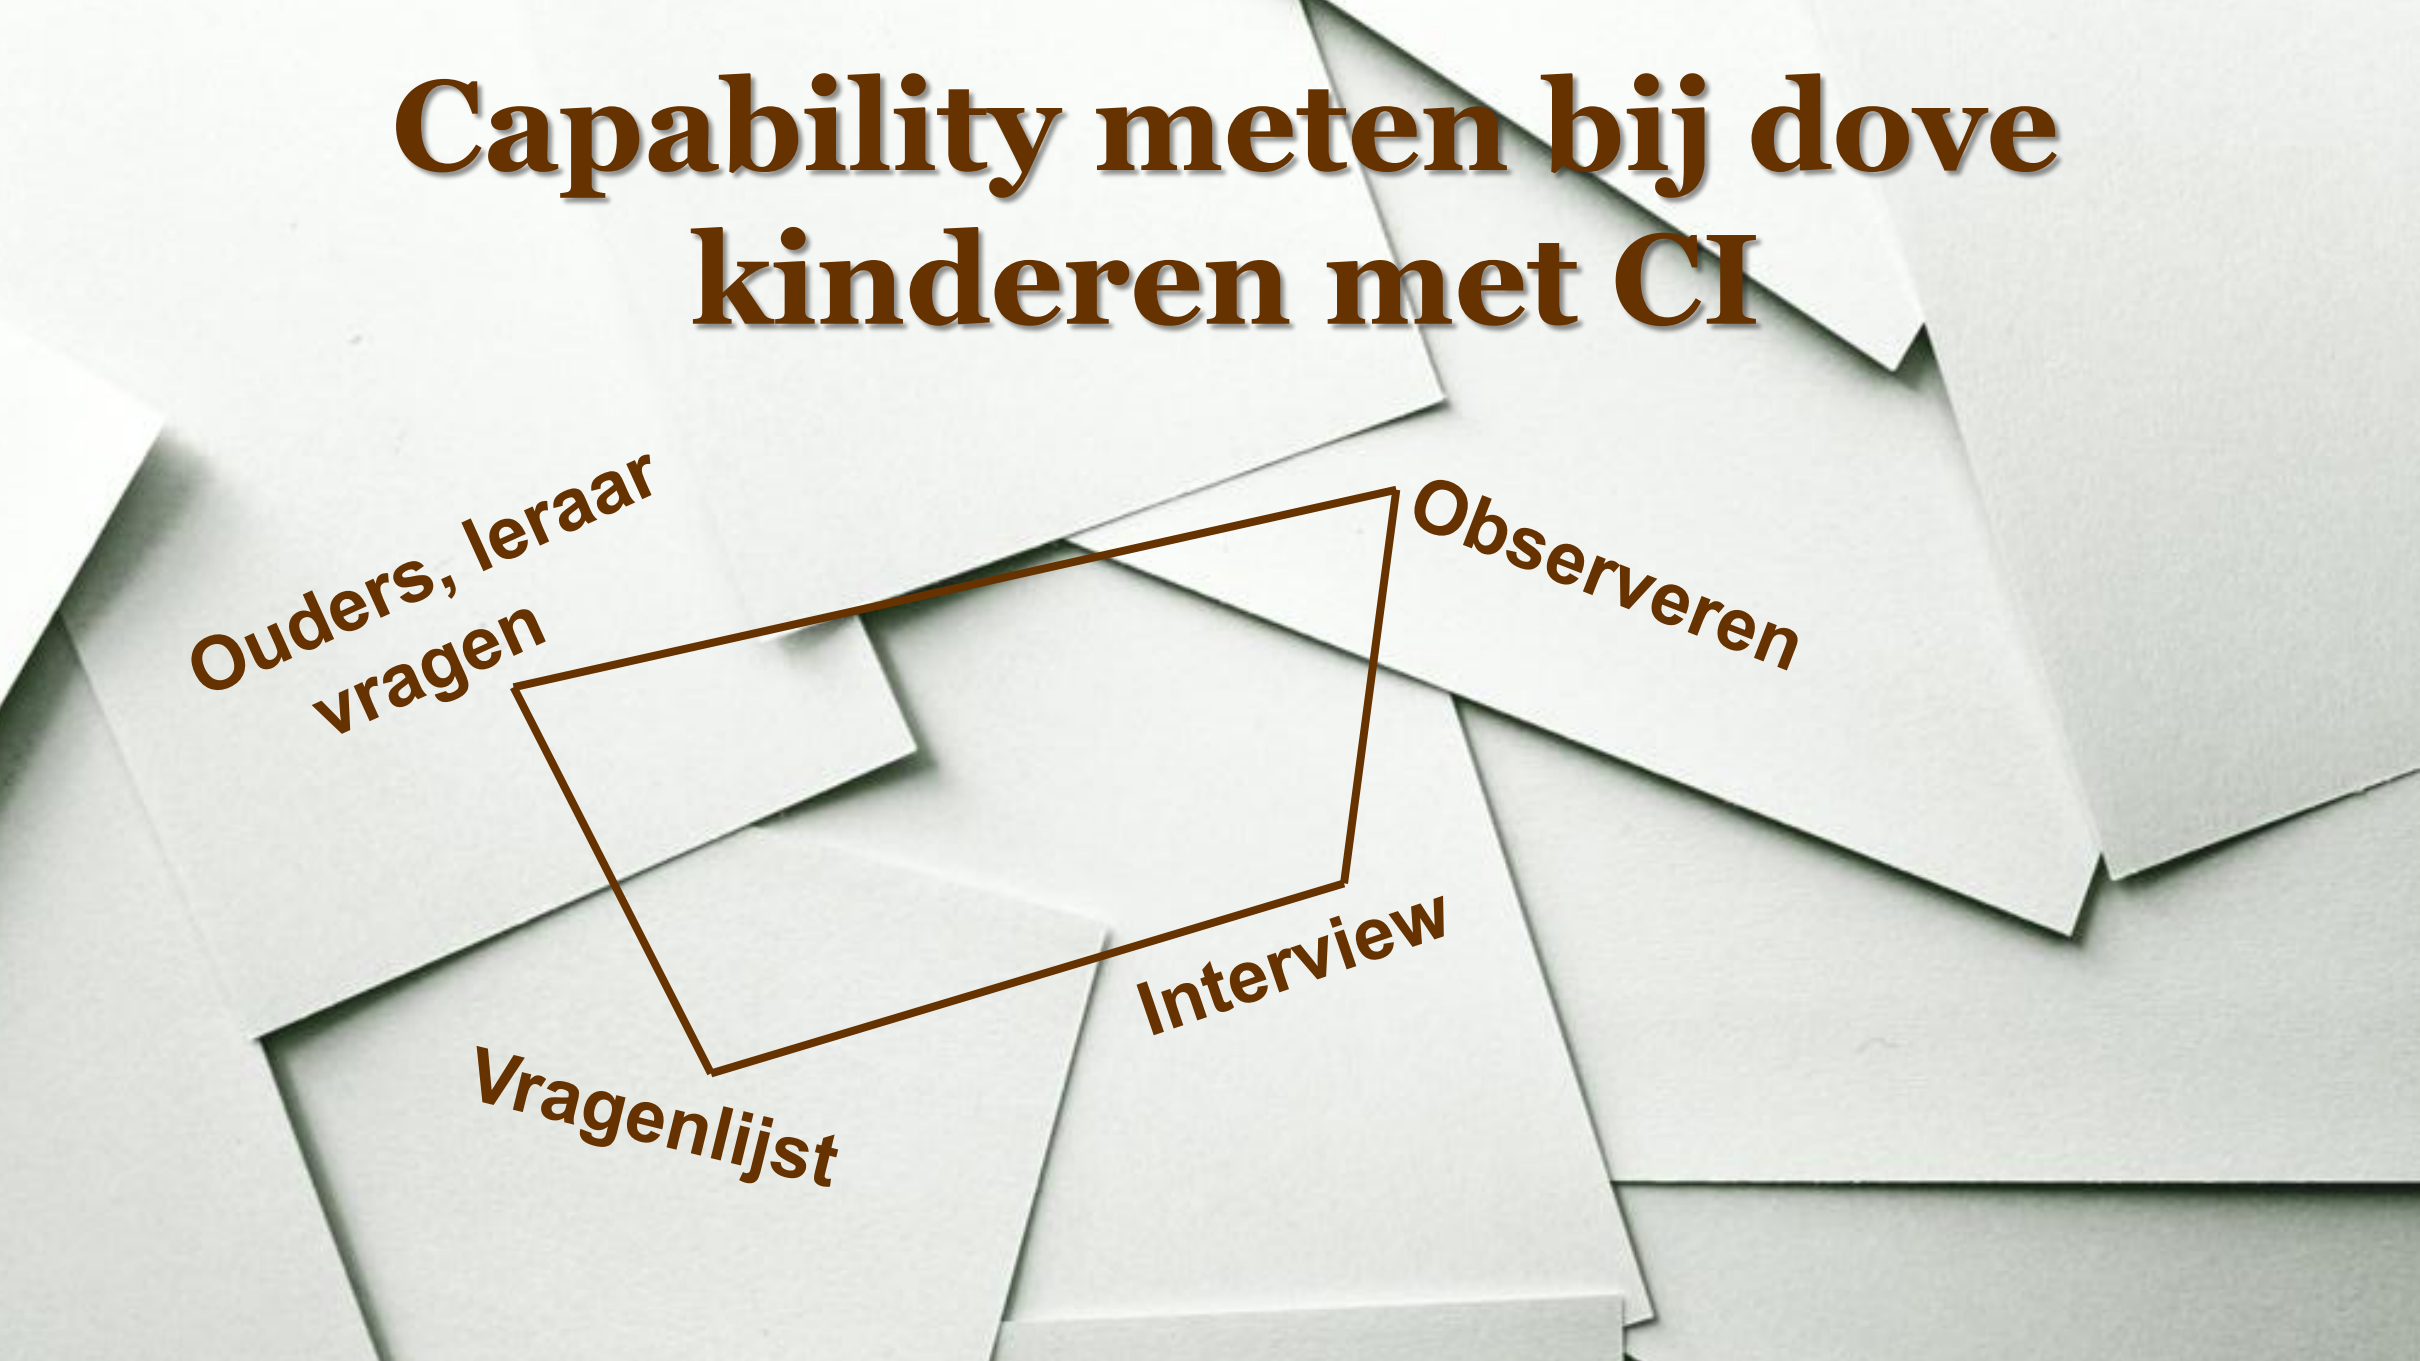 Capability meten bij dove
kinderen met CI
Ouders, leraar
vragen
Observeren
Interview
Vragenlijst